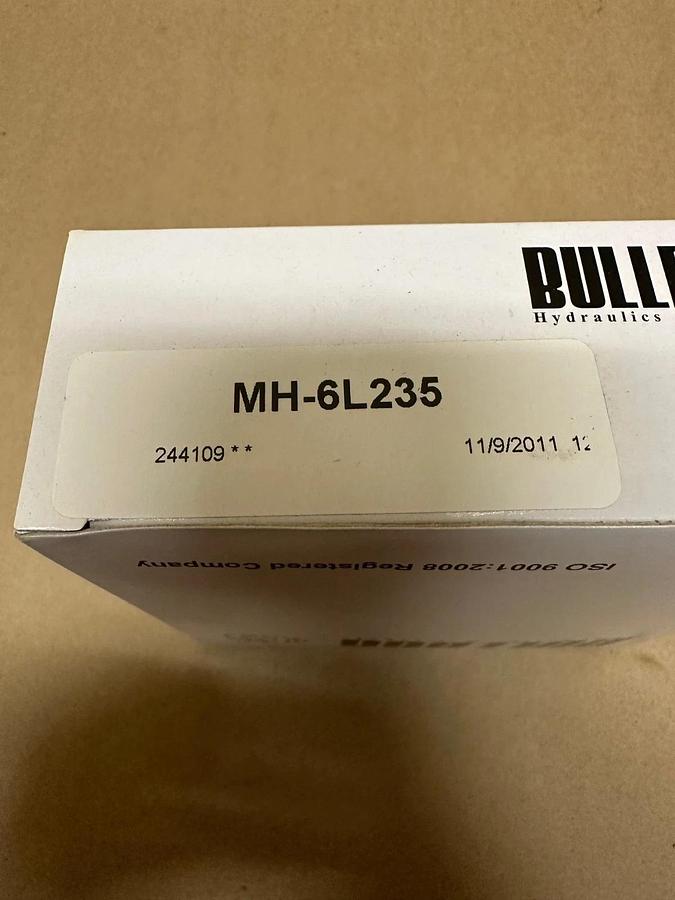 BULL
Hydraulics
MH-6L235
244109 ** 11/9/2011 12
ISO 9001:2008 Registered Company